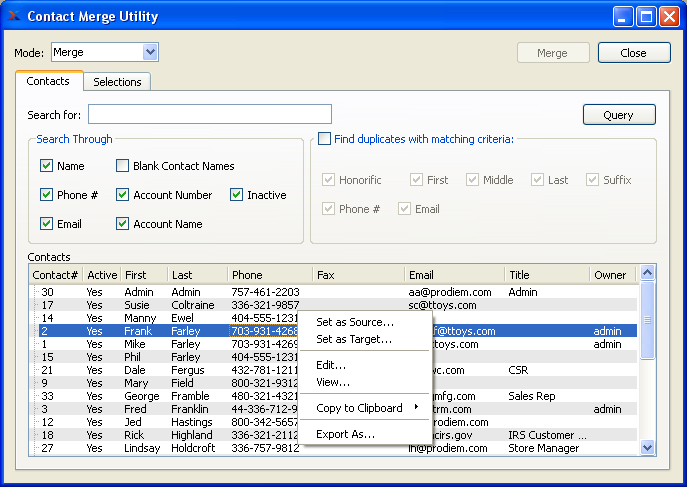 Contact Merge Utility
Mode: Merge Merge Close
Contacts Selections
Search for: Query
Search Through Find duplicates with matching criteria:
Name Blank Contact Names
Honorific First Middle Last Suffix
Phone # Account Number Inactive
Phone # Email
Email Account Name
Contacts
Contact# Active First Last Phone Fax Email Title Owner
30 Yes Admin Admin 757-461-2203 aa@prodiem.com Admin
17 Yes Susie Coltraine 336-321-9857 sc@ttoys.com
14 Yes Manny Ewel 404-555-1231
Set as Source...
2 Yes Frank Farley 703-931-4268 f@ttoys.com admin
Set as Target...
1 Yes Mike Farley 703-931-4269 ttoys.com admin
15 Yes Phil Farley 404-555-1231
Edit...
21 Yes Dale Fergus 432-781-1211 wc.com CSR
View...
9 Yes Mary Field 800-321-9312
33 Yes George Framble 480-321-4321 mfg.com Sales Rep
Copy to Clipboard
3 Yes Fred Franklin 44-336-712-9 trm.com admin
12 Yes Jed Hastings 800-342-5657 prodiem.com
Export As...
18 Yes Rick Highland 336-321-2112 cirs.gov IRS Customer ...
27 Yes Lindsay Holdcroft 336-757-9812 lh@prodiem.com Store Manager